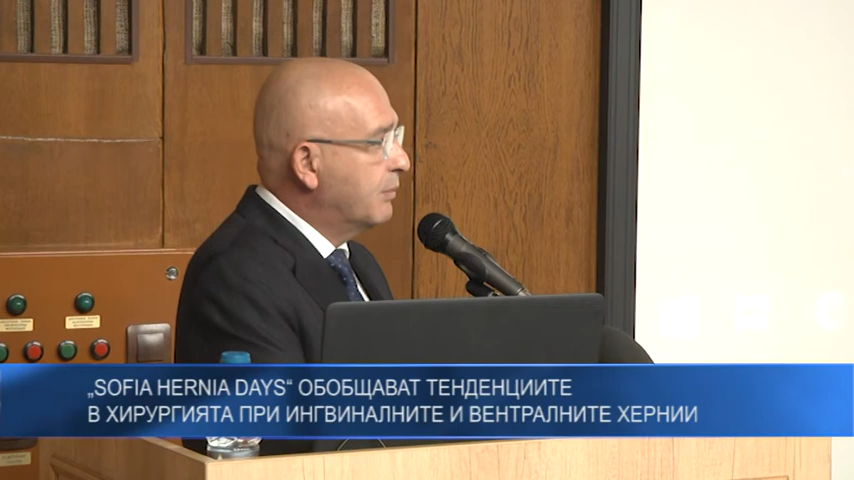 „SOFIA HERNIA DAYS“ ОБОБЩАВАТ ТЕНДЕНЦИИТЕ
В ХИРУРГИЯТА ПРИ ИНГВИНАЛНИТЕ И ВЕНТРАЛНИТЕ ХЕРНИИ